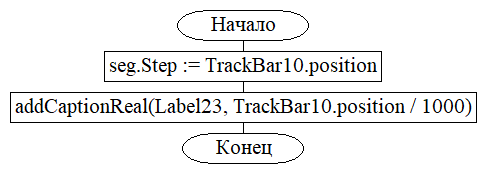 Начало
seg.Step := TrackBar10.position
addCaptionReal(Label23, TrackBar10.position / 1000)
Конец